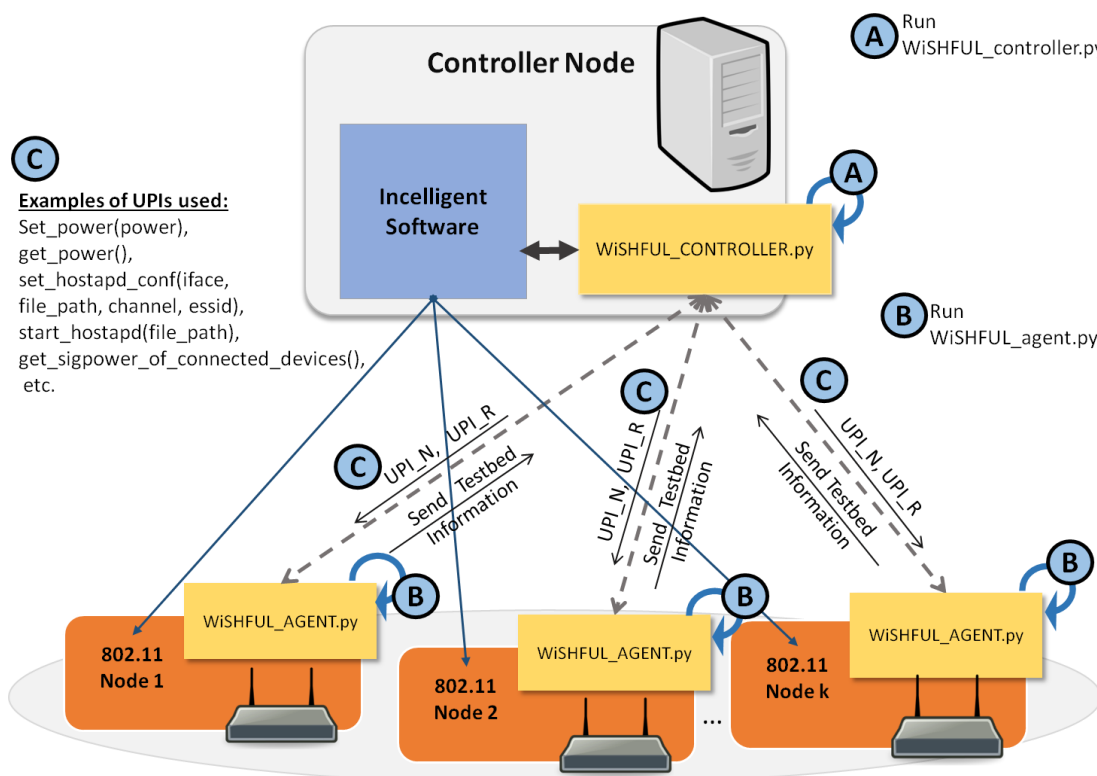 A
Run
WiSHFUL_controller.py
Controller Node
C
Examples of UPIs used:
Set_power(power),
get_power(),
set_hostapd_conf(iface,
file_path, channel, essid),
start_hostapd(file_path),
get_sigpower_of_connected_devices(),
etc.
Incelligent
Software
A
WiSHFUL_CONTROLLER.py
B
Run
WiSHFUL_agent.py
C
UPI_N, UPI_R
Send Testbed
Information
C
UPI_N, UPI_R
Send Testbed
Information
C
UPI_N, UPI_R
Send Testbed
Information
B
WiSHFUL_AGENT.py
802.11
Node 1
B
WiSHFUL_AGENT.py
802.11
Node 2
...
B
WiSHFUL_AGENT.py
802.11
Node k